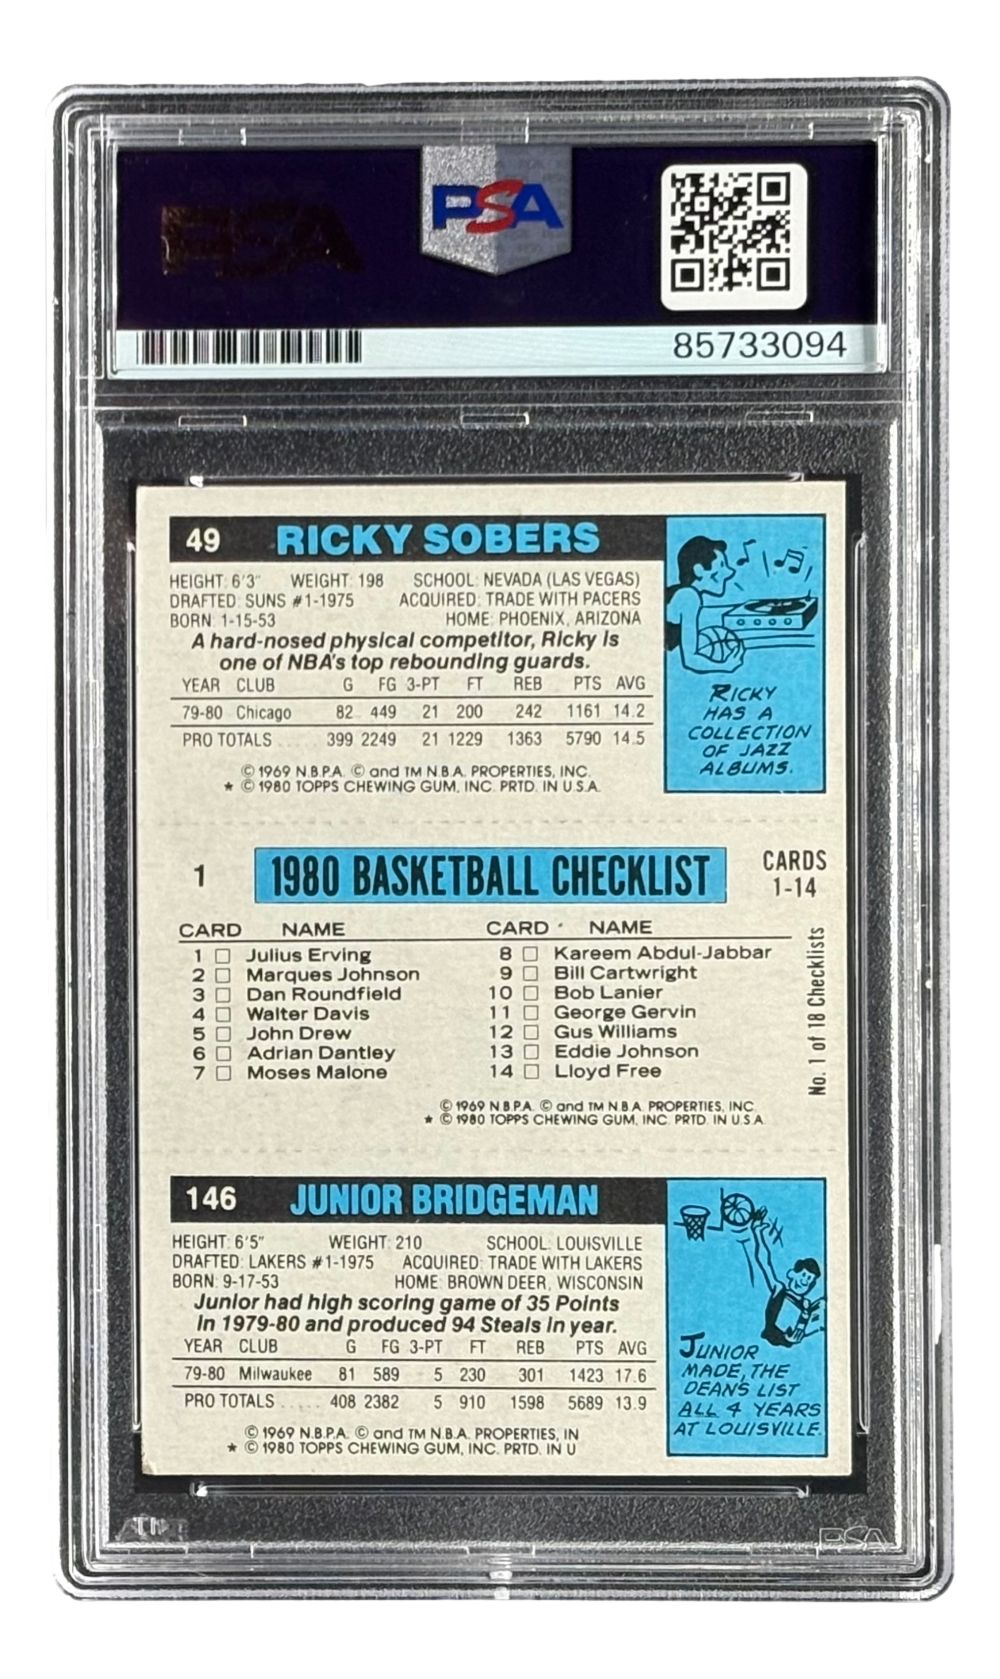 PSA
PSA
85733094
49 RICKY SOBERS
HEIGHT: 6'3" WEIGHT: 198 SCHOOL: NEVADA (LAS VEGAS)
DRAFTED: SUNS #1-1975 ACQUIRED: TRADE WITH PACERS
BORN: 1-15-53 HOME: PHOENIX, ARIZONA
A hard-nosed physical competitor, Ricky is
one of NBA's top rebounding guards.
YEAR CLUB G FG 3-PT FT REB PTS AVG
79-80 Chicago 82 449 21 200 242 1161 14.2
PRO TOTALS ..... 399 2249 21 1229 1363 5790 14.5
© 1969 N.B.P.A. © and TM N.B.A. PROPERTIES, INC.
* © 1980 TOPPS CHEWING GUM, INC. PRTD. IN U.S.A.
RICKY
HAS A
COLLECTION
OF JAZZ
ALBUMS.
1 1980 BASKETBALL CHECKLIST CARDS
1-14
CARD NAME
1 □ Julius Erving
2 □ Marques Johnson
3 □ Dan Roundfield
4 □ Walter Davis
5 □ John Drew
6 □ Adrian Dantley
7 □ Moses Malone
CARD NAME
8 □ Kareem Abdul-Jabbar
9 □ Bill Cartwright
10 □ Bob Lanier
11 □ George Gervin
12 □ Gus Williams
13 □ Eddie Johnson
14 □ Lloyd Free
No. 1 of 18 Checklists
© 1969 N.B.P.A. © and TM N.B.A. PROPERTIES, INC.
* © 1980 TOPPS CHEWING GUM, INC. PRTD. IN U.S.A.
146 JUNIOR BRIDGEMAN
HEIGHT: 6'5" WEIGHT: 210 SCHOOL: LOUISVILLE
DRAFTED: LAKERS #1-1975 ACQUIRED: TRADE WITH LAKERS
BORN: 9-17-53 HOME: BROWN DEER, WISCONSIN
Junior had high scoring game of 35 Points
in 1979-80 and produced 94 Steals in year.
YEAR CLUB G FG 3-PT FT REB PTS AVG
79-80 Milwaukee 81 589 5 230 301 1423 17.6
PRO TOTALS ..... 408 2382 5 910 1598 5689 13.9
© 1969 N.B.P.A. © and TM N.B.A. PROPERTIES, IN
* © 1980 TOPPS CHEWING GUM, INC. PRTD. IN U
JUNIOR
MADE THE
DEAN'S LIST
ALL 4 YEARS
AT LOUISVILLE.
PSA